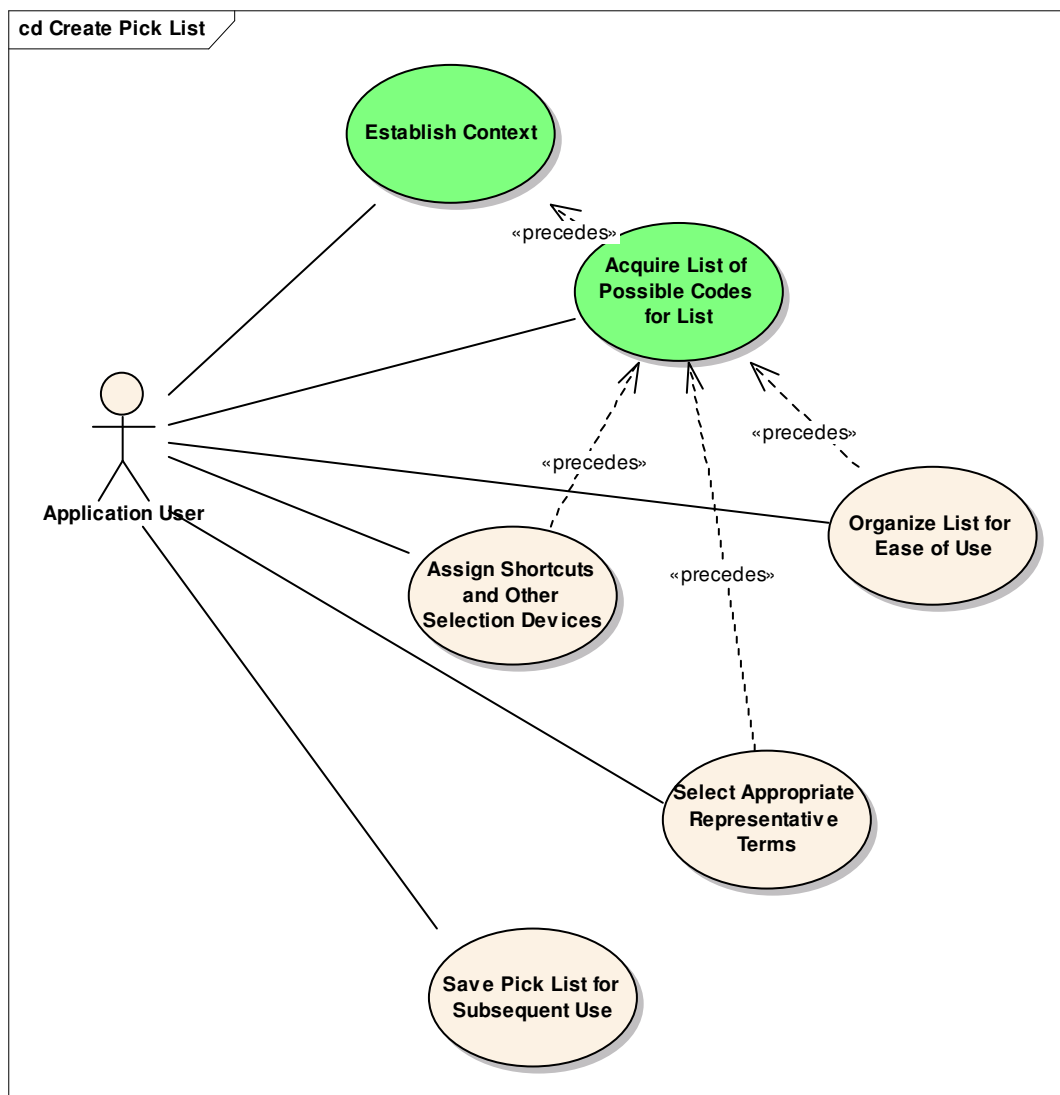 cd Create Pick List
Establish Context
«precedes»
Acquire List of
Possible Codes
for List
«precedes»
«precedes»
Application User
Organize List for
Ease of Use
Assign Shortcuts
and Other
Selection Devices
«precedes»
Select Appropriate
Representative
Terms
Save Pick List for
Subsequent Use